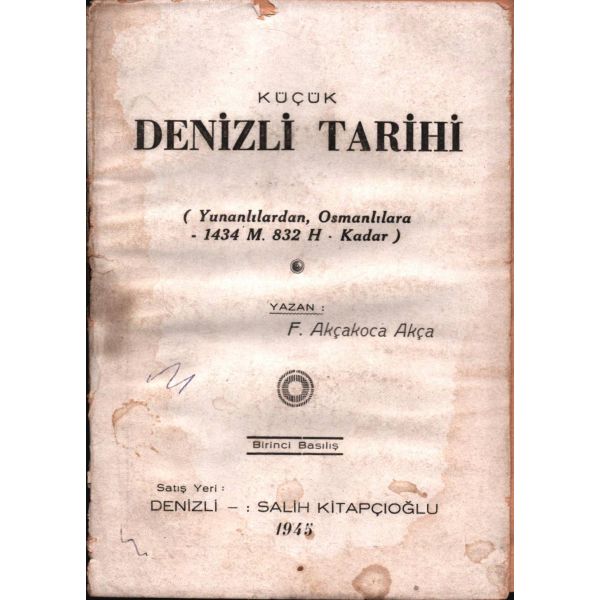 KÜÇÜK
DENİZLİ TARİHİ
( Yunanlılardan, Osmanlılara
- 1434 M. 832 H - Kadar )
YAZAN :
F. Akçakoca Akça
Birinci Basılış
Satış Yeri :
DENİZLİ — : SALİH KİTAPÇIOĞLU
1945